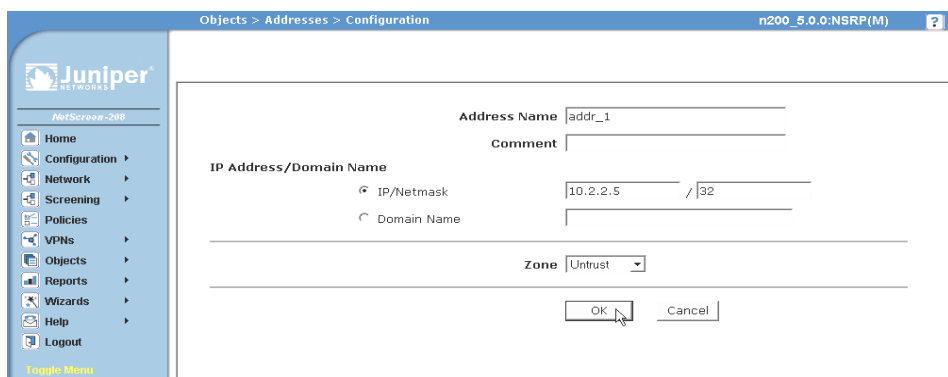 Objects > Addresses > Configuration
n200_5.0.0:NSRP(M)
?
Juniper
NETWORKS
NetScreen-208
Home
Configuration
Network
Screening
Policies
VPNs
Objects
Reports
Wizards
Help
Logout
Toggle Menu
Address Name addr_1
Comment
IP Address/Domain Name
IP/Netmask 10.2.2.5 / 32
Domain Name
Zone Untrust
OK Cancel